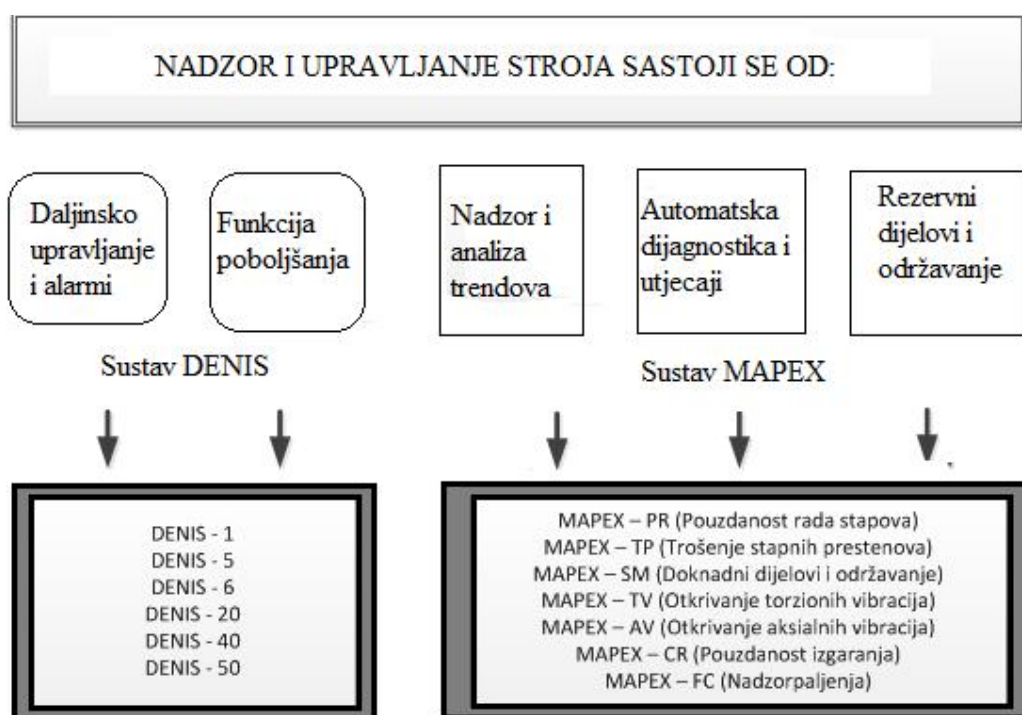 NADZOR I UPRAVLJANJE STROJA SASTOJI SE OD:
Daljinsko
upravljanje
i alarmi
Funkcija
poboljšanja
Nadzor i
analiza
trendova
Automatska
dijagnostika i
utjecaji
Rezervni
dijelovi i
održavanje
Sustav DENIS
Sustav MAPEX
DENIS - 1
DENIS - 5
DENIS - 6
DENIS - 20
DENIS - 40
DENIS - 50
MAPEX – PR (Pouzdanost rada stapova)
MAPEX – TP (Trošenje stapnih prestenova)
MAPEX – SM (Doknadni dijelovi i održavanje)
MAPEX – TV (Otkrivanje torzionih vibracija)
MAPEX – AV (Otkrivanje aksialnih vibracija)
MAPEX – CR (Pouzdanost izgaranja)
MAPEX – FC (Nadzorpaljenja)